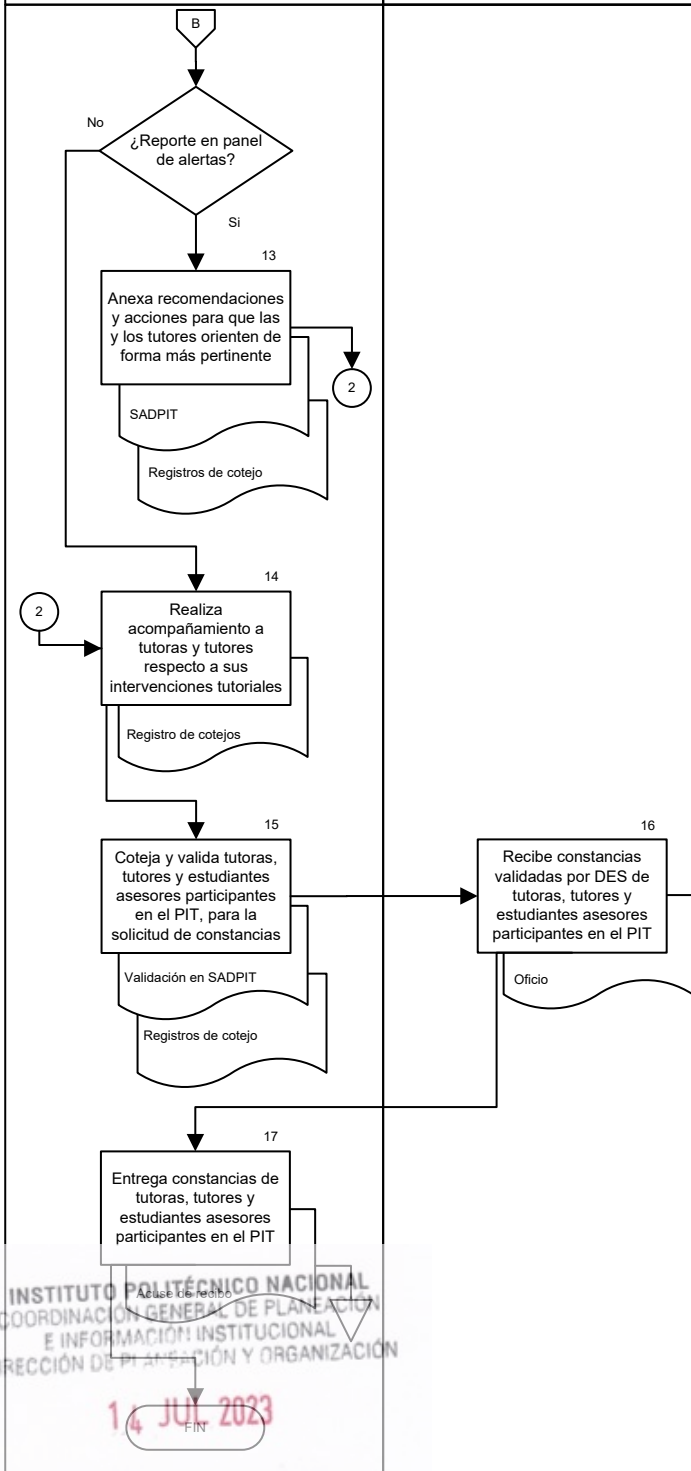 B
No
¿Reporte en panel
de alertas?
Si
13
Anexa recomendaciones
y acciones para que las
y los tutores orienten de
forma más pertinente
2
SADPIT
Registros de cotejo
14
2
Realiza
acompañamiento a
tutoras y tutores
respecto a sus
intervenciones tutoriales
Registro de cotejos
15
Coteja y valida tutoras,
tutores y estudiantes
asesores participantes
en el PIT, para la
solicitud de constancias
Validación en SADPIT
Registros de cotejo
16
Recibe constancias
validadas por DES de
tutoras, tutores y
estudiantes asesores
participantes en el PIT
Oficio
17
Entrega constancias de
tutoras, tutores y
estudiantes asesores
participantes en el PIT
Acuse de recibo
INSTITUTO POLITÉCNICO NACIONAL
COORDINACIÓN GENERAL DE PLANEACIÓN
E INFORMACIÓN INSTITUCIONAL
RECCIÓN DE PLANEACIÓN Y ORGANIZACIÓN
14 JUL 2023
FIN